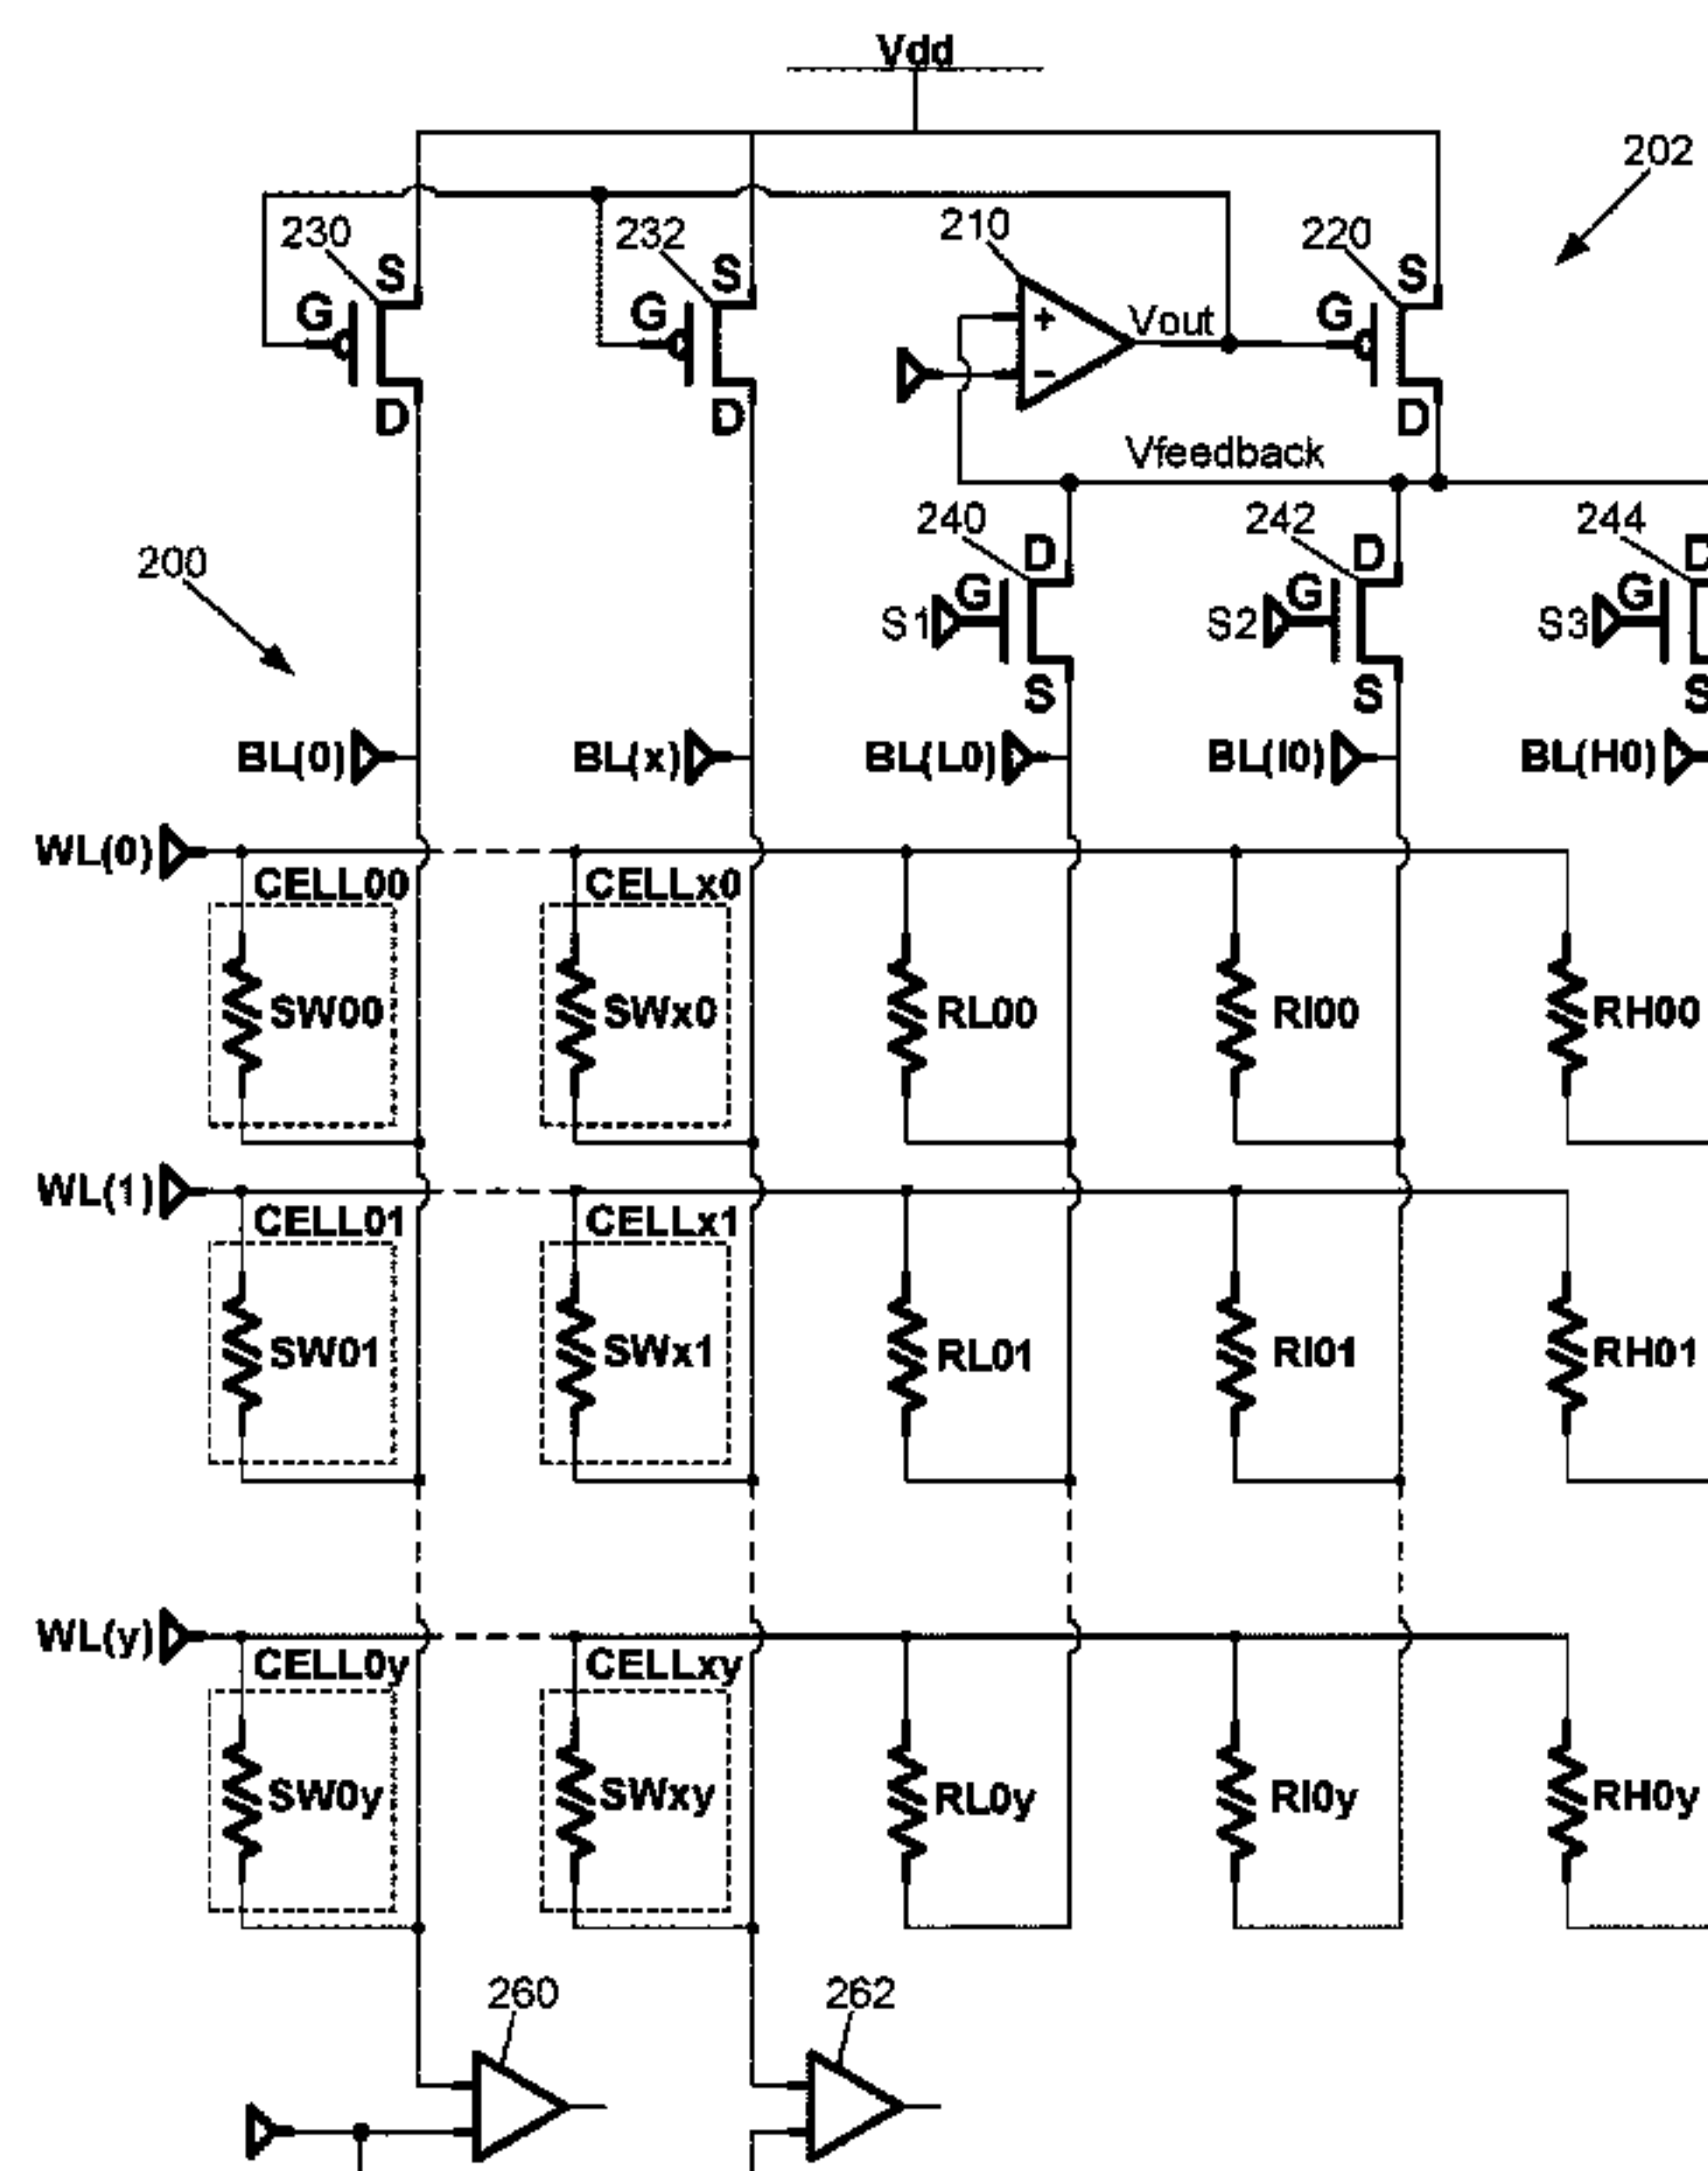 Vdd
202
230
232
210
220
S
S
S
G
G
+
Vout
G
−
D
D
D
Vfeedback
240
242
244
200
D
D
D
S1
G
S2
G
S3
G
S
S
S
BL(0)
BL(x)
BL(L0)
BL(I0)
BL(H0)
WL(0)
CELL00
CELLx0
SW00
SWx0
RL00
RI00
RH00
WL(1)
CELL01
CELLx1
SW01
SWx1
RL01
RI01
RH01
WL(y)
CELL0y
CELLxy
SW0y
SWxy
RL0y
RI0y
RH0y
260
262